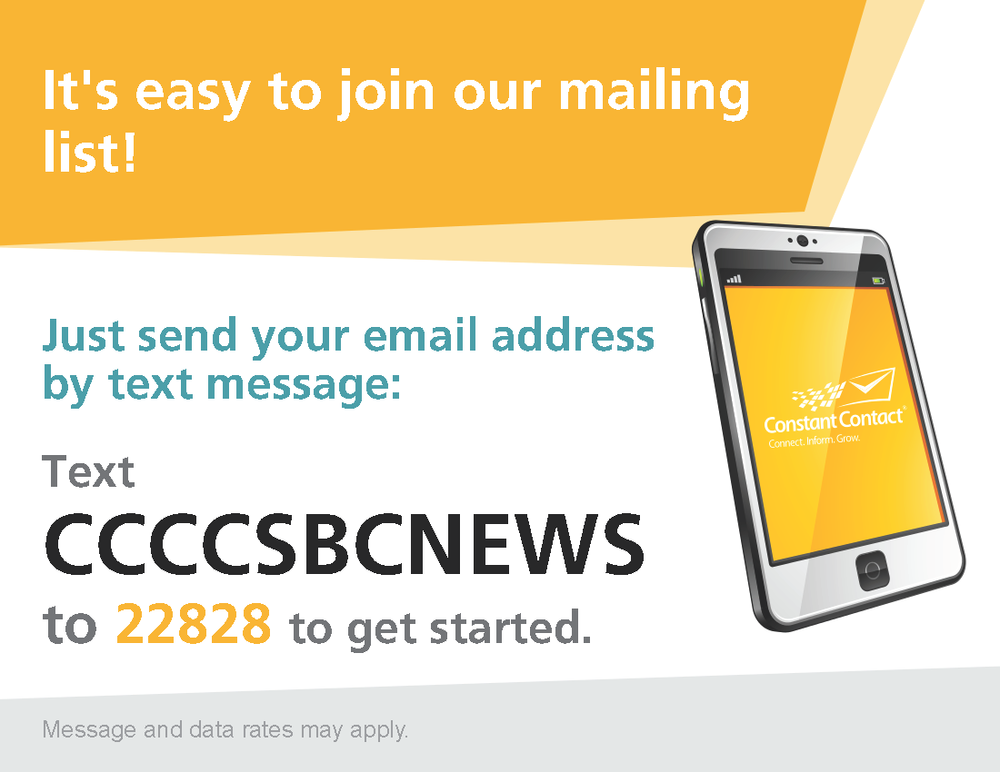 It's easy to join our mailing
list!
Just send your email address
by text message:
Text
CCCCSBCNEWS
to 22828 to get started.
Constant Contact®
Connect. Inform. Grow.
Message and data rates may apply.